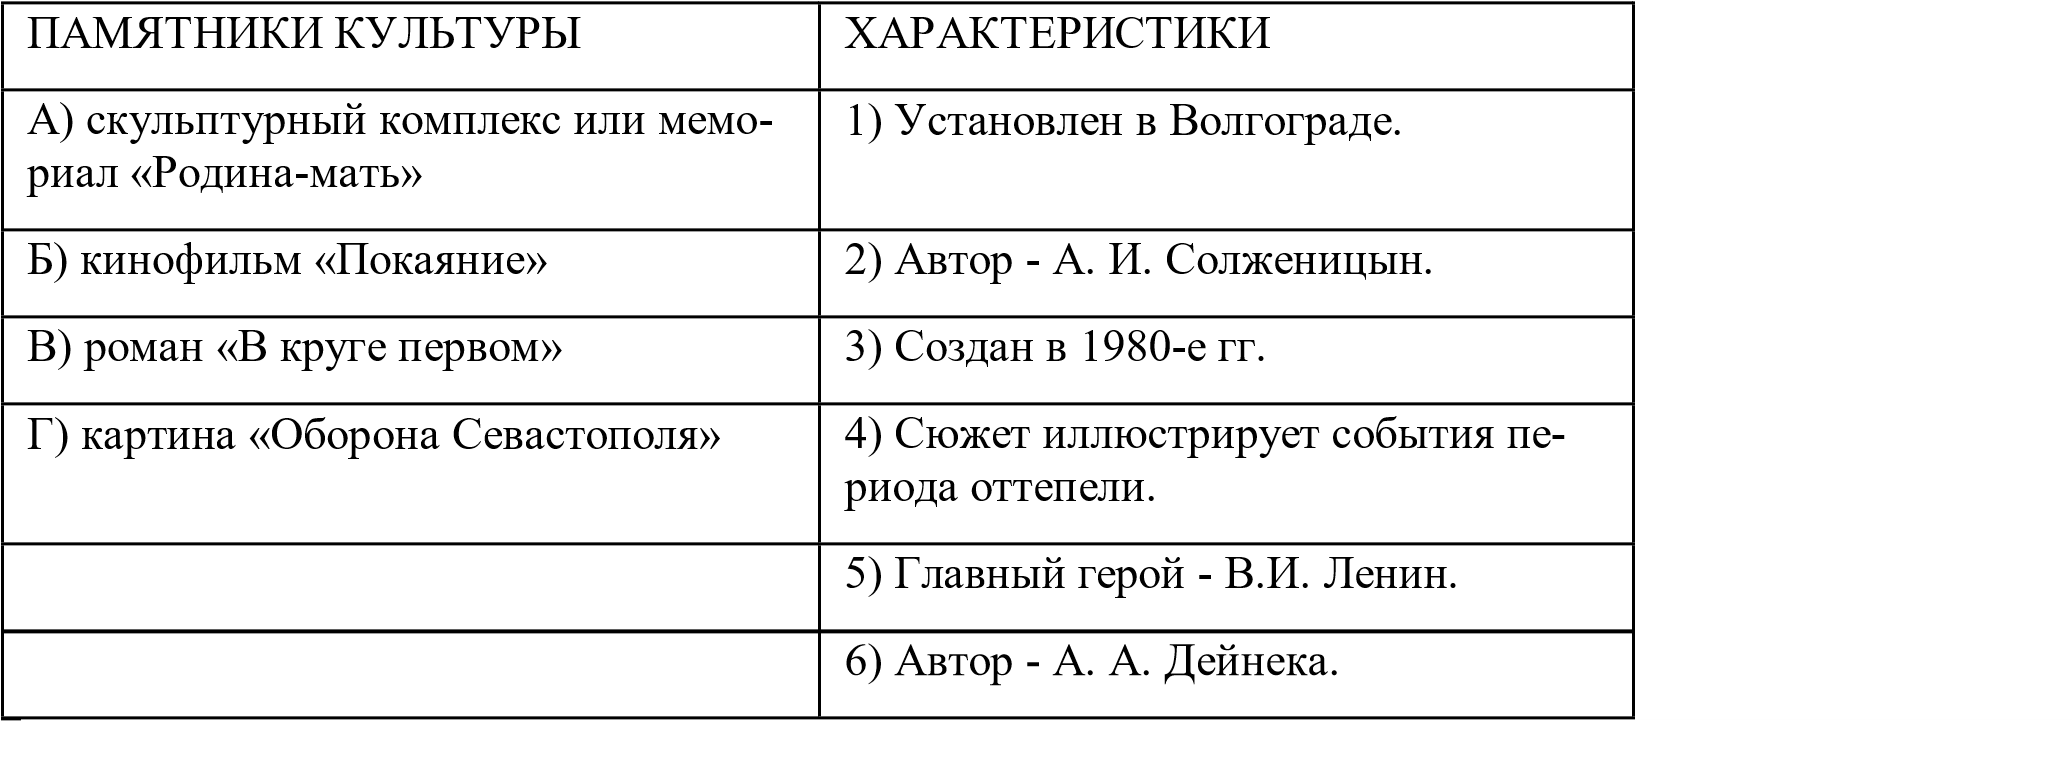 ПАМЯТНИКИ КУЛЬТУРЫ
ХАРАКТЕРИСТИКИ
А) скульптурный комплекс или мемо-
риал «Родина-мать»
1) Установлен в Волгограде.
Б) кинофильм «Покаяние»
2) Автор - А. И. Солженицын.
В) роман «В круге первом»
3) Создан в 1980-е гг.
Г) картина «Оборона Севастополя»
4) Сюжет иллюстрирует события пе-
риода оттепели.
5) Главный герой - В.И. Ленин.
6) Автор - А. А. Дейнека.